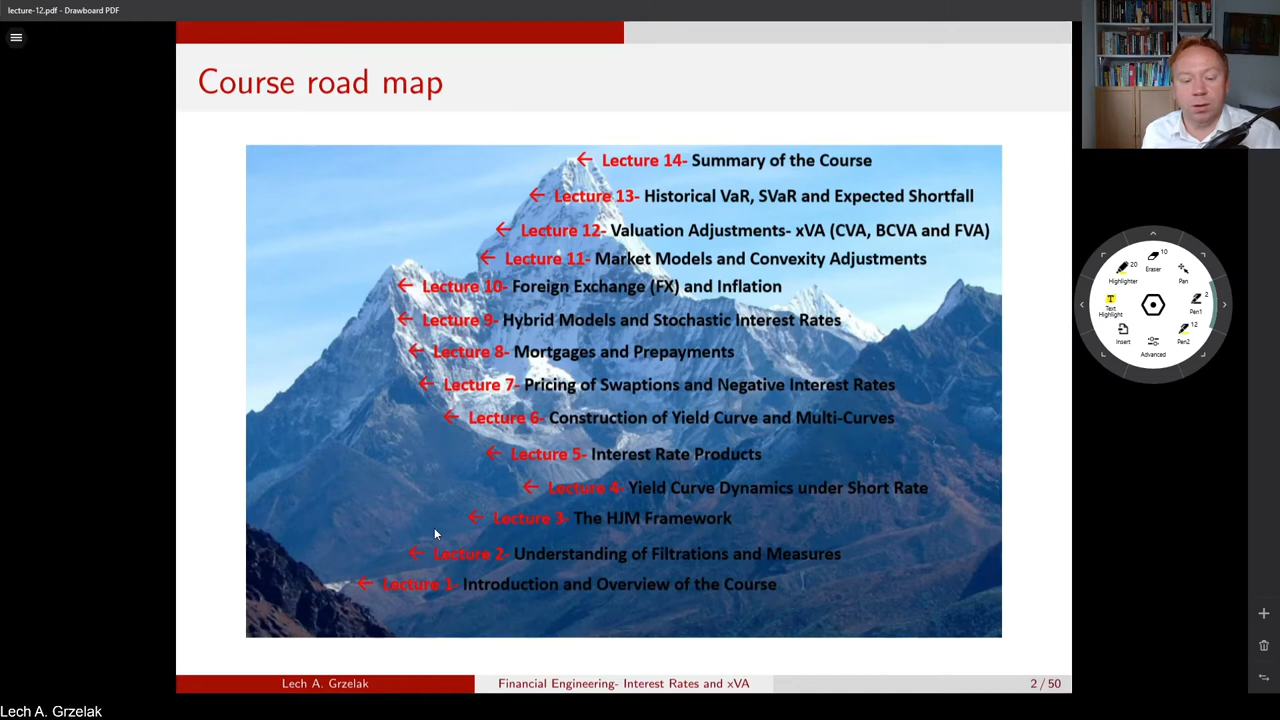 lecture-12.pdf - Drawboard PDF
Course road map
← Lecture 14- Summary of the Course
← Lecture 13- Historical VaR, SVaR and Expected Shortfall
← Lecture 12- Valuation Adjustments- xVA (CVA, BCVA and FVA)
← Lecture 11- Market Models and Convexity Adjustments
← Lecture 10- Foreign Exchange (FX) and Inflation
← Lecture 9- Hybrid Models and Stochastic Interest Rates
← Lecture 8- Mortgages and Prepayments
← Lecture 7- Pricing of Swaptions and Negative Interest Rates
← Lecture 6- Construction of Yield Curve and Multi-Curves
← Lecture 5- Interest Rate Products
← Lecture 4- Yield Curve Dynamics under Short Rate
← Lecture 3- The HJM Framework
← Lecture 2- Understanding of Filtrations and Measures
← Lecture 1- Introduction and Overview of the Course
10
Eraser
20
Highlighter
Pan
T
Text
Highlight
2
Pen1
Insert
12
Pen2
Advanced
Lech A. Grzelak
Financial Engineering- Interest Rates and xVA
2 / 50
Lech A. Grzelak